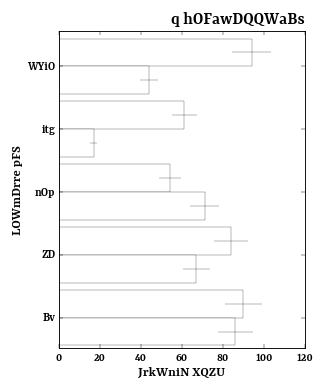 q hOFawDQQWaBs
LOWmDrre pFS
WYiO
itg
nOp
ZD
Bv
0 20 40 60 80 100 120
JrkWniN XQZU